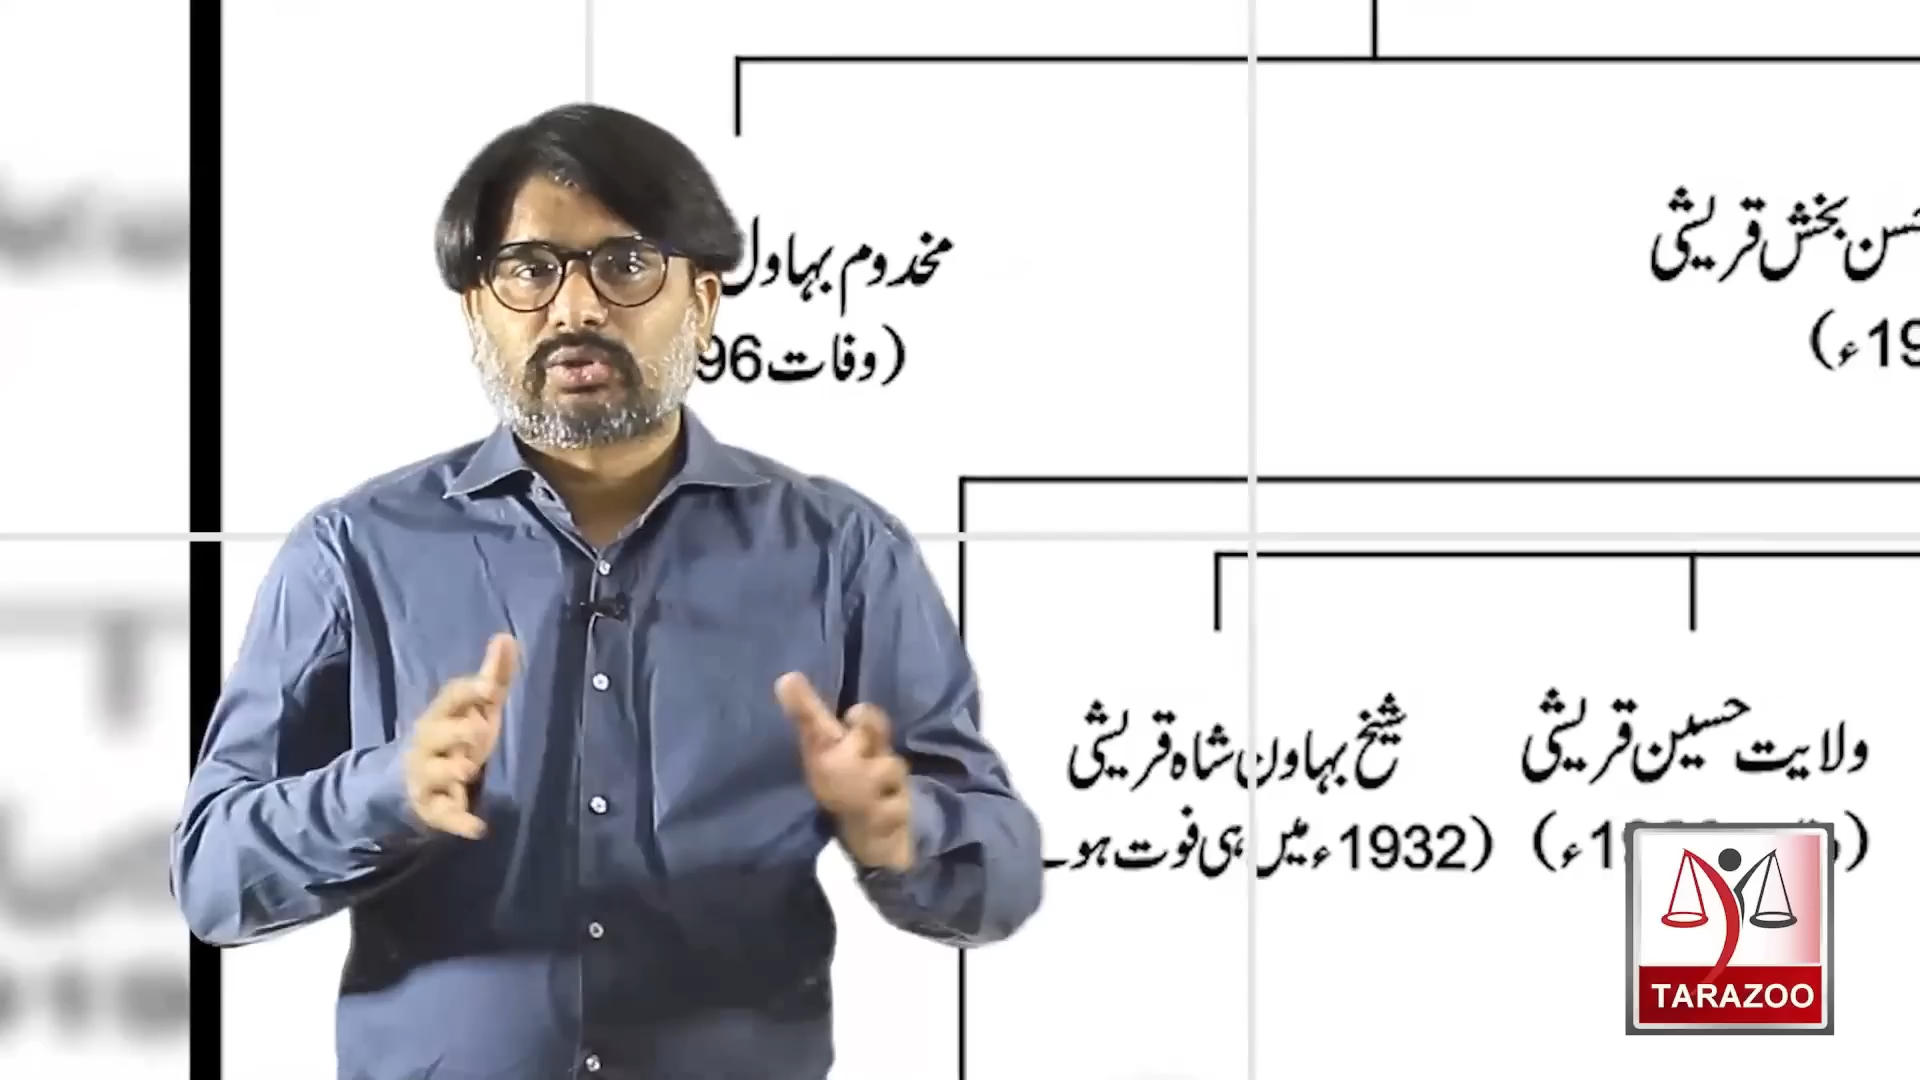 حسن بخش قریشی
مخدوم بہاول
(وفات 96
19ء)
ولایت حسین قریشی
شیخ بہاون شاہ قریشی
(1932ء میں ہی فوت ہو
TARAZOO